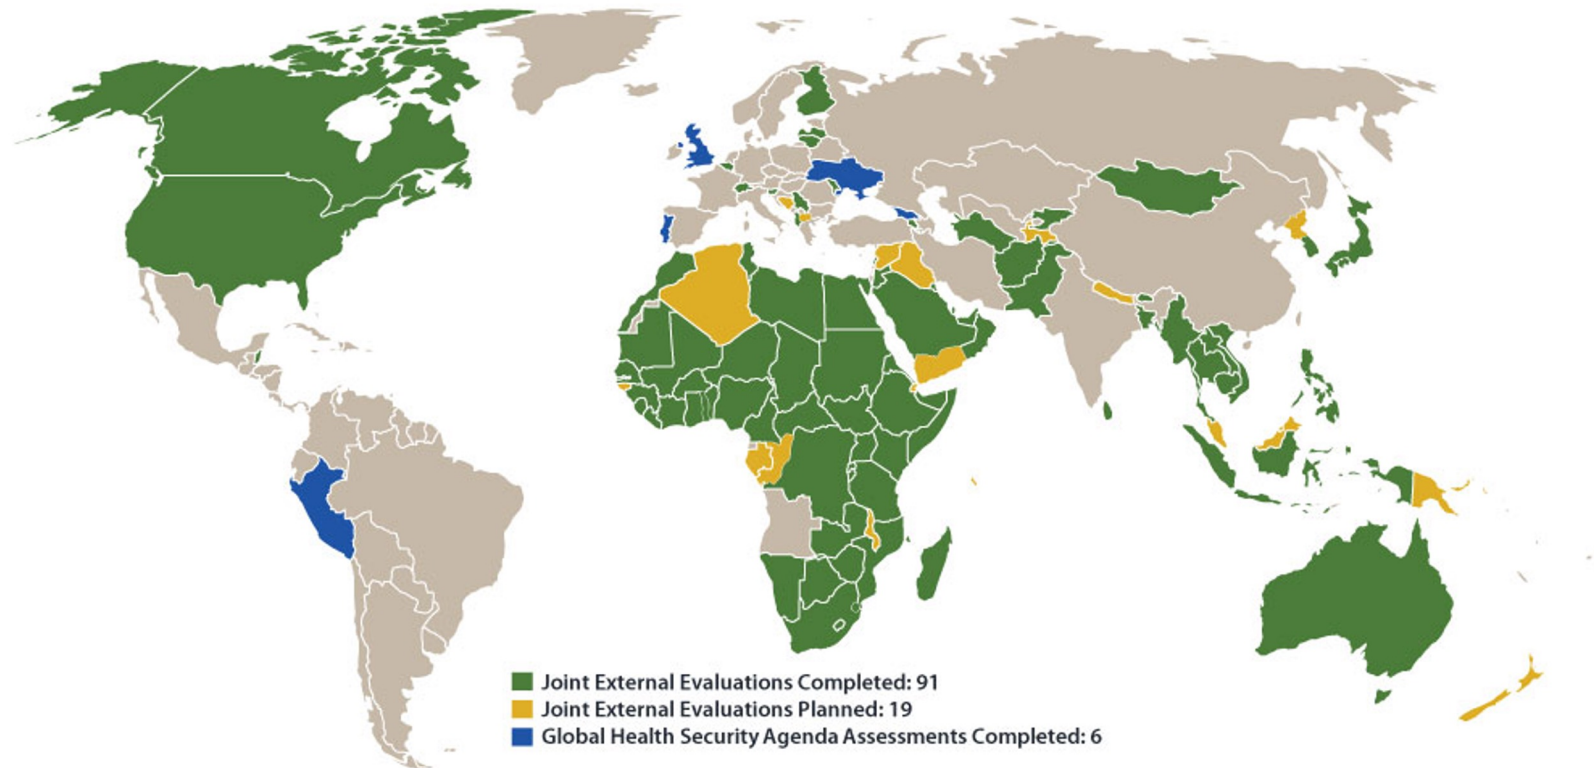 Joint External Evaluations Completed: 91
Joint External Evaluations Planned: 19
Global Health Security Agenda Assessments Completed: 6